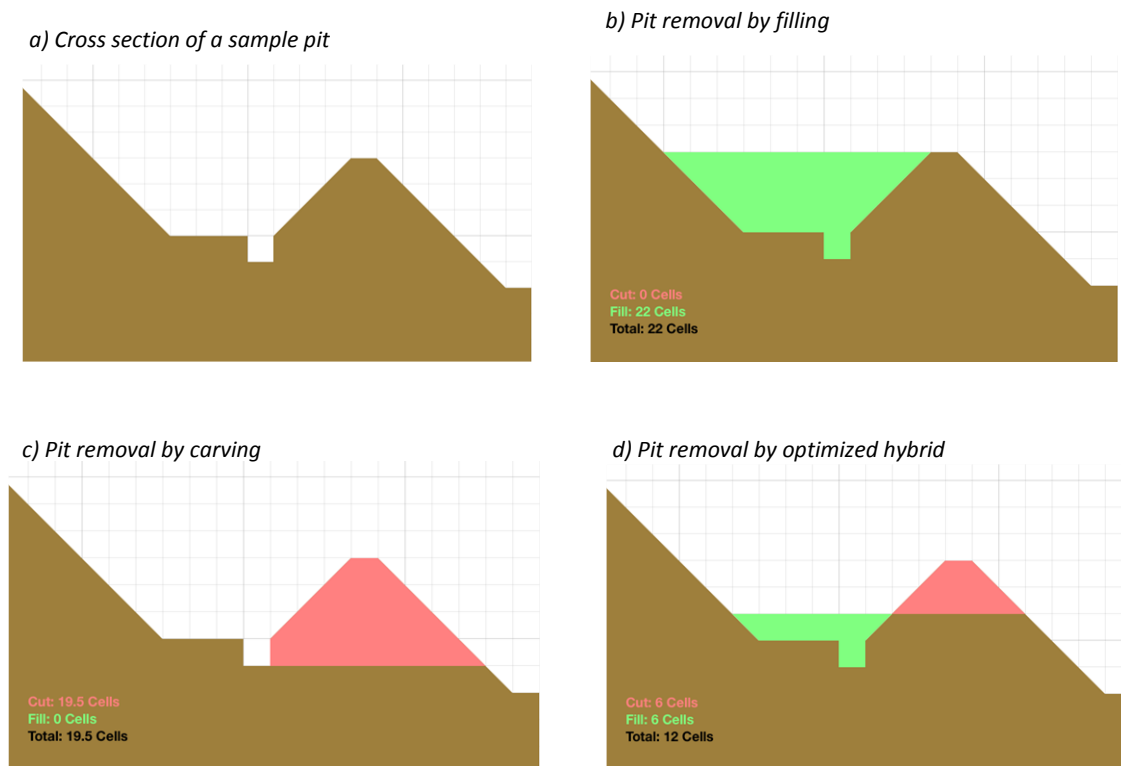 a) Cross section of a sample pit
b) Pit removal by filling
Cut: 0 Cells
Fill: 22 Cells
Total: 22 Cells
c) Pit removal by carving
Cut: 19.5 Cells
Fill: 0 Cells
Total: 19.5 Cells
d) Pit removal by optimized hybrid
Cut: 6 Cells
Fill: 6 Cells
Total: 12 Cells